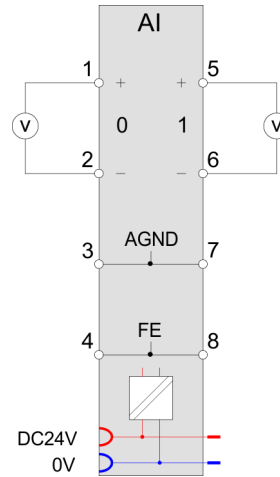 AI
1 + + 5
V 0 1 V
2 − − 6
3 AGND 7
4 FE 8
DC24V
0V